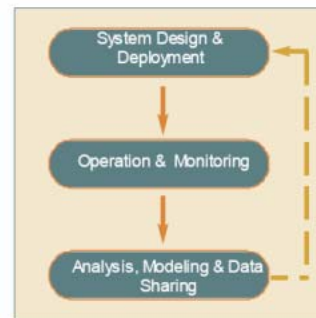 System Design &
Deployment
Operation & Monitoring
Analysis, Modeling & Data
Sharing